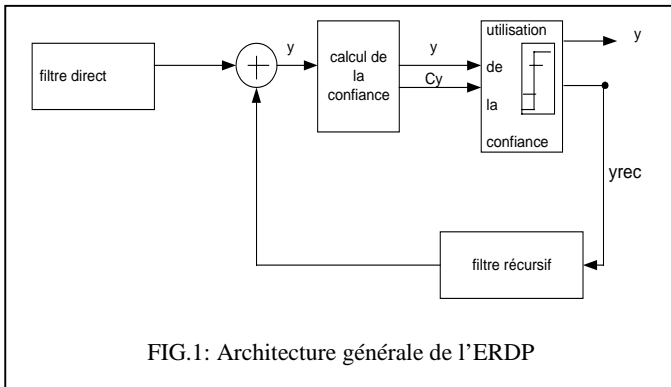 filtre direct
y
calcul de
la
confiance
y
Cy
utilisation
de
la
confiance
y
yrec
filtre récursif
FIG.1: Architecture générale de l'ERDP